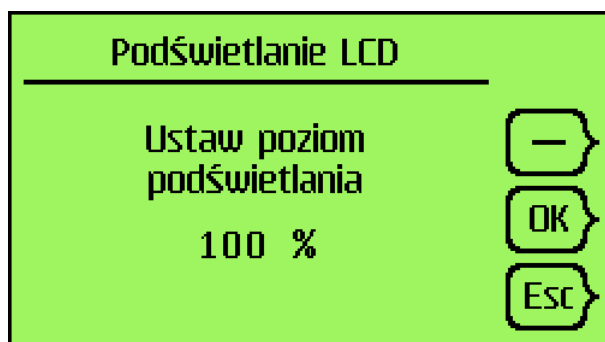 Podświetlanie LCD
Ustaw poziom
podświetlania
100 %
—
OK
Esc